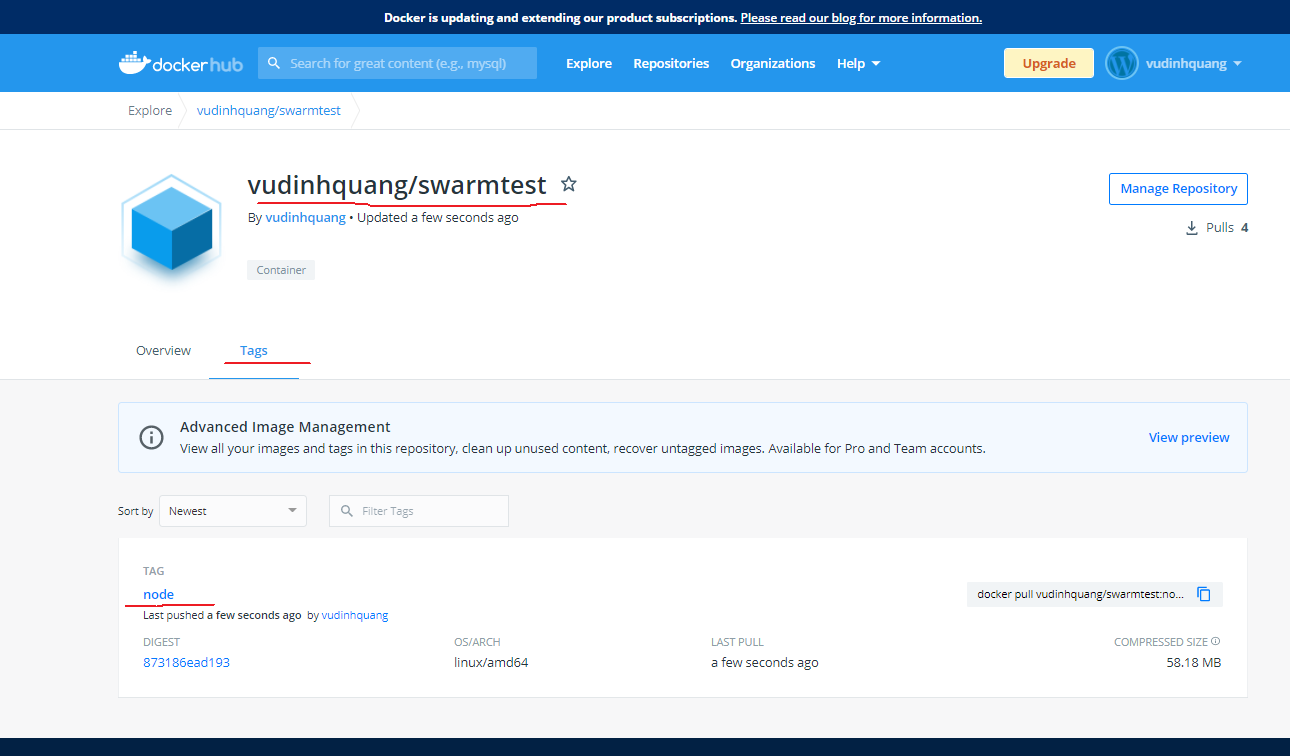 Docker is updating and extending our product subscriptions. Please read our blog for more information.
dockerhub
Search for great content (e.g., mysql)
Explore Repositories Organizations Help
Upgrade
vudinhquang
Explore
vudinhquang/swarmtest
vudinhquang/swarmtest
Manage Repository
By vudinhquang • Updated a few seconds ago
Pulls 4
Container
Overview
Tags
Advanced Image Management
View all your images and tags in this repository, clean up unused content, recover untagged images. Available for Pro and Team accounts.
View preview
Sort by
Newest
Filter Tags
TAG
node
docker pull vudinhquang/swarmtest:no...
Last pushed a few seconds ago by vudinhquang
DIGEST OS/ARCH LAST PULL COMPRESSED SIZE
873186ead193 linux/amd64 a few seconds ago 58.18 MB